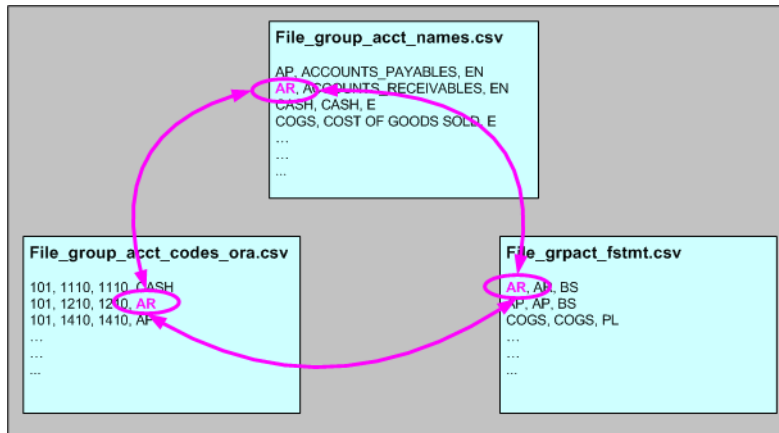 File_group_acct_names.csv
AP, ACCOUNTS_PAYABLES, EN
AR, ACCOUNTS_RECEIVABLES, EN
CASH, CASH, E
COGS, COST OF GOODS SOLD, E
...
...
...
File_group_acct_codes_ora.csv
101, 1110, 1110, CASH
101, 1210, 1210, AR
101, 1410, 1410, AP
...
...
...
File_grpact_fstmt.csv
AR, AR, BS
AP, AP, BS
COGS, COGS, PL
...
...
...